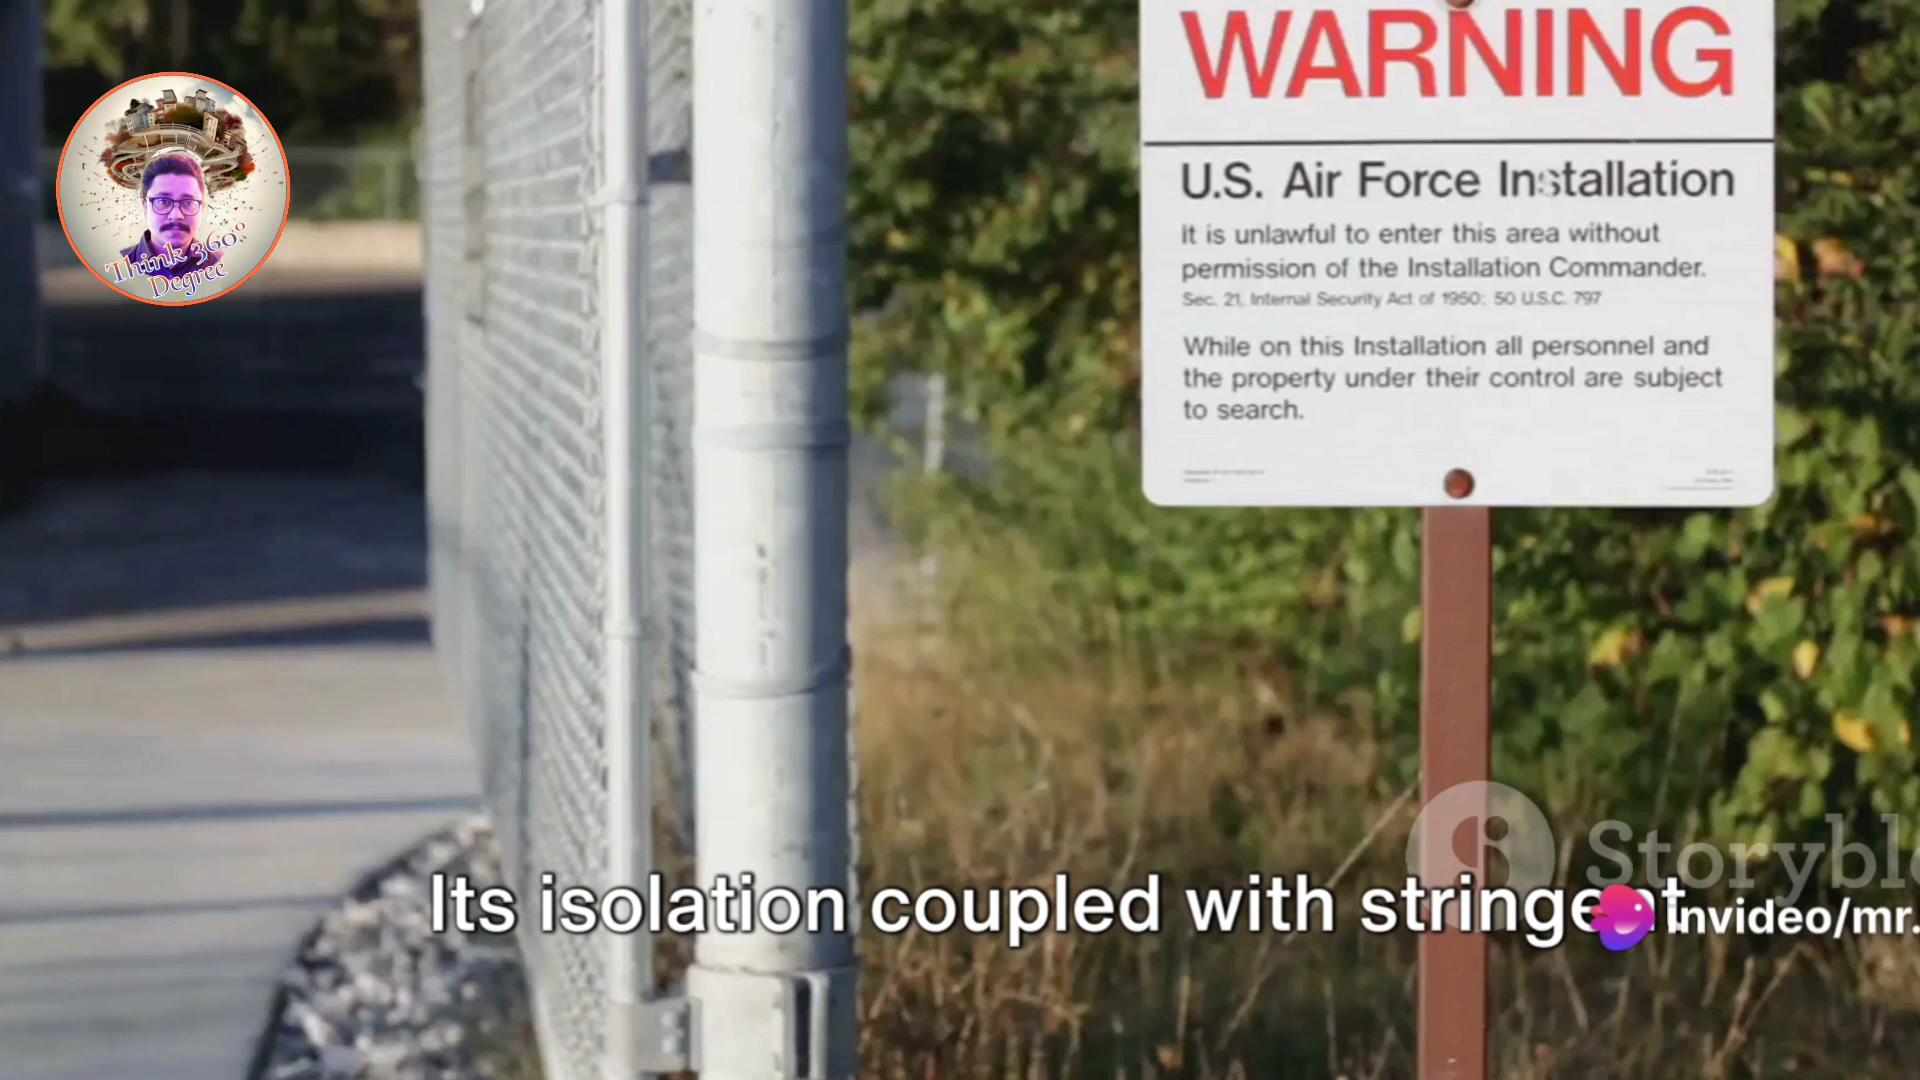 WARNING
U.S. Air Force Installation
It is unlawful to enter this area without
permission of the Installation Commander.
Sec. 21, Internal Security Act of 1950; 50 U.S.C. 797
While on this Installation all personnel and
the property under their control are subject
to search.
Think 360°
Degree
Storyblo
Its isolation coupled with stringent
invideo/mr.